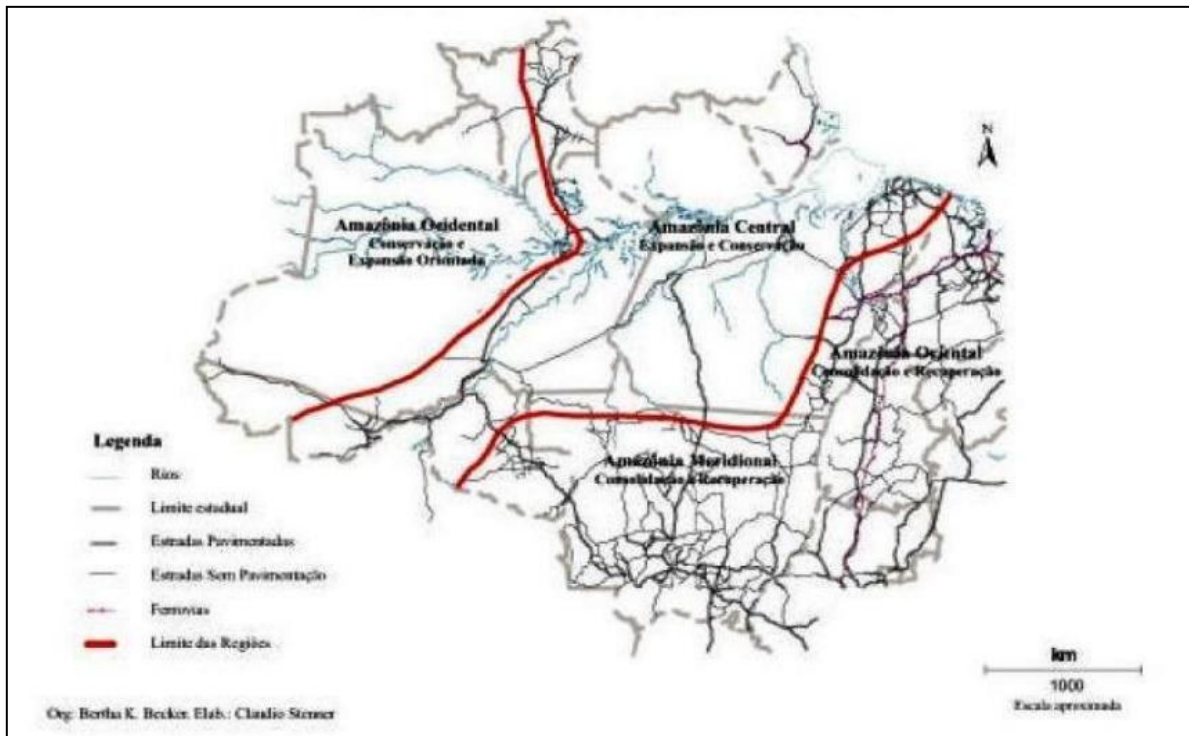 N
Amazônia Ocidental
Conservação e
Expansão Orientada
Amazônia Central
Expansão e Conservação
Amazônia Oriental
Consolidação e Recuperação
Amazônia Meridional
Consolidação e Recuperação
Legenda
Rios
Limite estadual
Estradas Pavimentadas
Estradas Sem Pavimentação
Ferrovias
Limite das Regiões
km
1000
Escala aproximada
Org: Bertha K. Becker. Elab.: Claudio Stenner